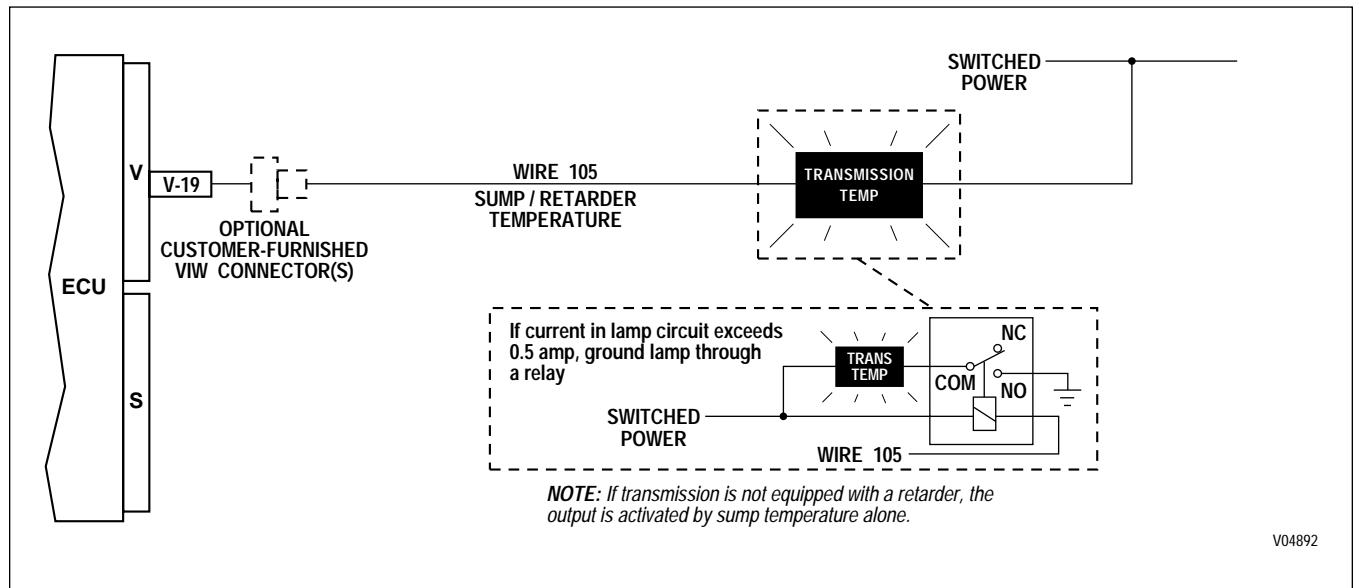 SWITCHED
POWER
V
V-19
WIRE 105
SUMP / RETARDER
TEMPERATURE
TRANSMISSION
TEMP
OPTIONAL
CUSTOMER-FURNISHED
VIW CONNECTOR(S)
ECU
S
If current in lamp circuit exceeds
0.5 amp, ground lamp through
a relay
TRANS
TEMP
NC
COM
NO
SWITCHED
POWER
WIRE 105
NOTE: If transmission is not equipped with a retarder, the
output is activated by sump temperature alone.
V04892